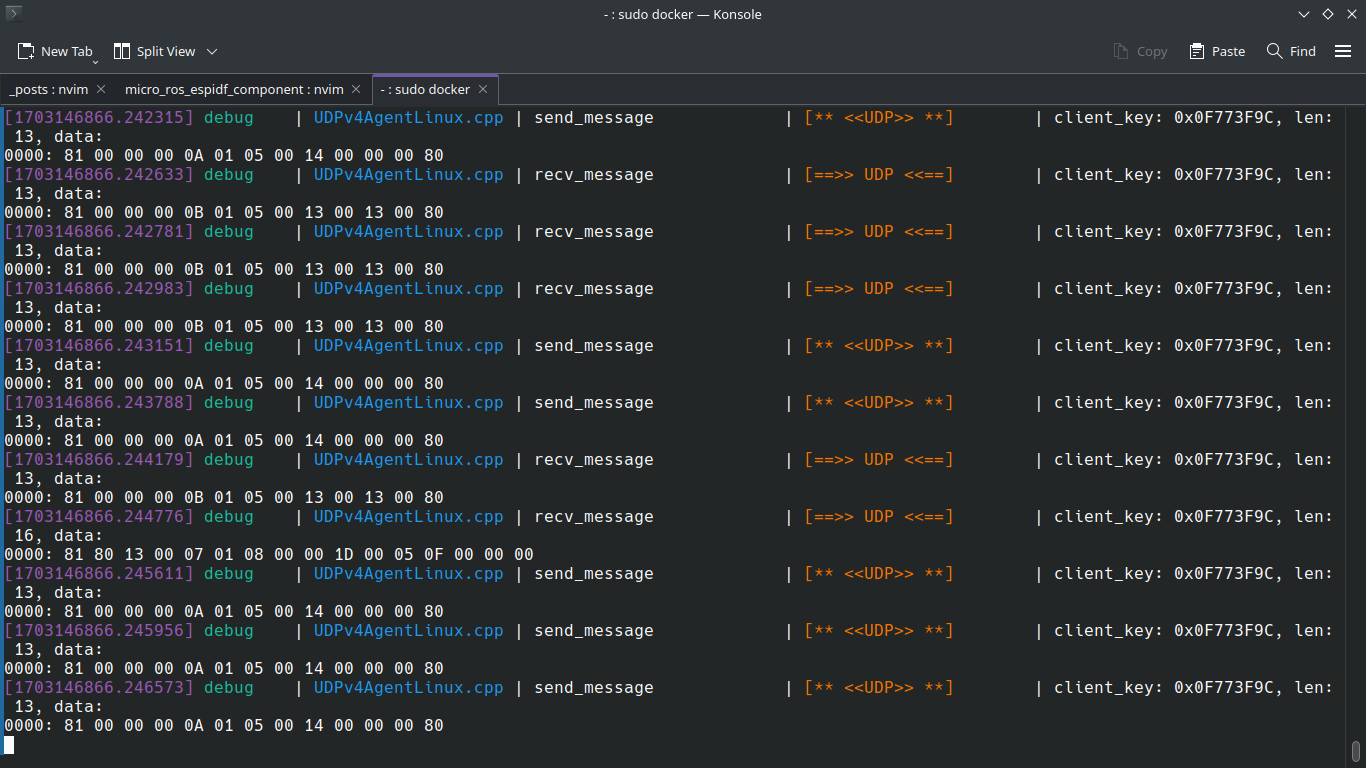 - : sudo docker — Konsole
New Tab Split View Copy Paste Find
_posts : nvim micro_ros_espidf_component : nvim - : sudo docker
[1703146866.242315] debug | UDPv4AgentLinux.cpp | send_message | [** <<UDP>> **] | client_key: 0x0F773F9C, len:
13, data:
0000: 81 00 00 00 0A 01 05 00 14 00 00 00 80
[1703146866.242633] debug | UDPv4AgentLinux.cpp | recv_message | [==>> UDP <<==] | client_key: 0x0F773F9C, len:
13, data:
0000: 81 00 00 00 0B 01 05 00 13 00 13 00 80
[1703146866.242781] debug | UDPv4AgentLinux.cpp | recv_message | [==>> UDP <<==] | client_key: 0x0F773F9C, len:
13, data:
0000: 81 00 00 00 0B 01 05 00 13 00 13 00 80
[1703146866.242983] debug | UDPv4AgentLinux.cpp | recv_message | [==>> UDP <<==] | client_key: 0x0F773F9C, len:
13, data:
0000: 81 00 00 00 0B 01 05 00 13 00 13 00 80
[1703146866.243151] debug | UDPv4AgentLinux.cpp | send_message | [** <<UDP>> **] | client_key: 0x0F773F9C, len:
13, data:
0000: 81 00 00 00 0A 01 05 00 14 00 00 00 80
[1703146866.243788] debug | UDPv4AgentLinux.cpp | send_message | [** <<UDP>> **] | client_key: 0x0F773F9C, len:
13, data:
0000: 81 00 00 00 0A 01 05 00 14 00 00 00 80
[1703146866.244179] debug | UDPv4AgentLinux.cpp | recv_message | [==>> UDP <<==] | client_key: 0x0F773F9C, len:
13, data:
0000: 81 00 00 00 0B 01 05 00 13 00 13 00 80
[1703146866.244776] debug | UDPv4AgentLinux.cpp | recv_message | [==>> UDP <<==] | client_key: 0x0F773F9C, len:
16, data:
0000: 81 80 13 00 07 01 08 00 00 1D 00 05 0F 00 00 00
[1703146866.245611] debug | UDPv4AgentLinux.cpp | send_message | [** <<UDP>> **] | client_key: 0x0F773F9C, len:
13, data:
0000: 81 00 00 00 0A 01 05 00 14 00 00 00 80
[1703146866.245956] debug | UDPv4AgentLinux.cpp | send_message | [** <<UDP>> **] | client_key: 0x0F773F9C, len:
13, data:
0000: 81 00 00 00 0A 01 05 00 14 00 00 00 80
[1703146866.246573] debug | UDPv4AgentLinux.cpp | send_message | [** <<UDP>> **] | client_key: 0x0F773F9C, len:
13, data:
0000: 81 00 00 00 0A 01 05 00 14 00 00 00 80